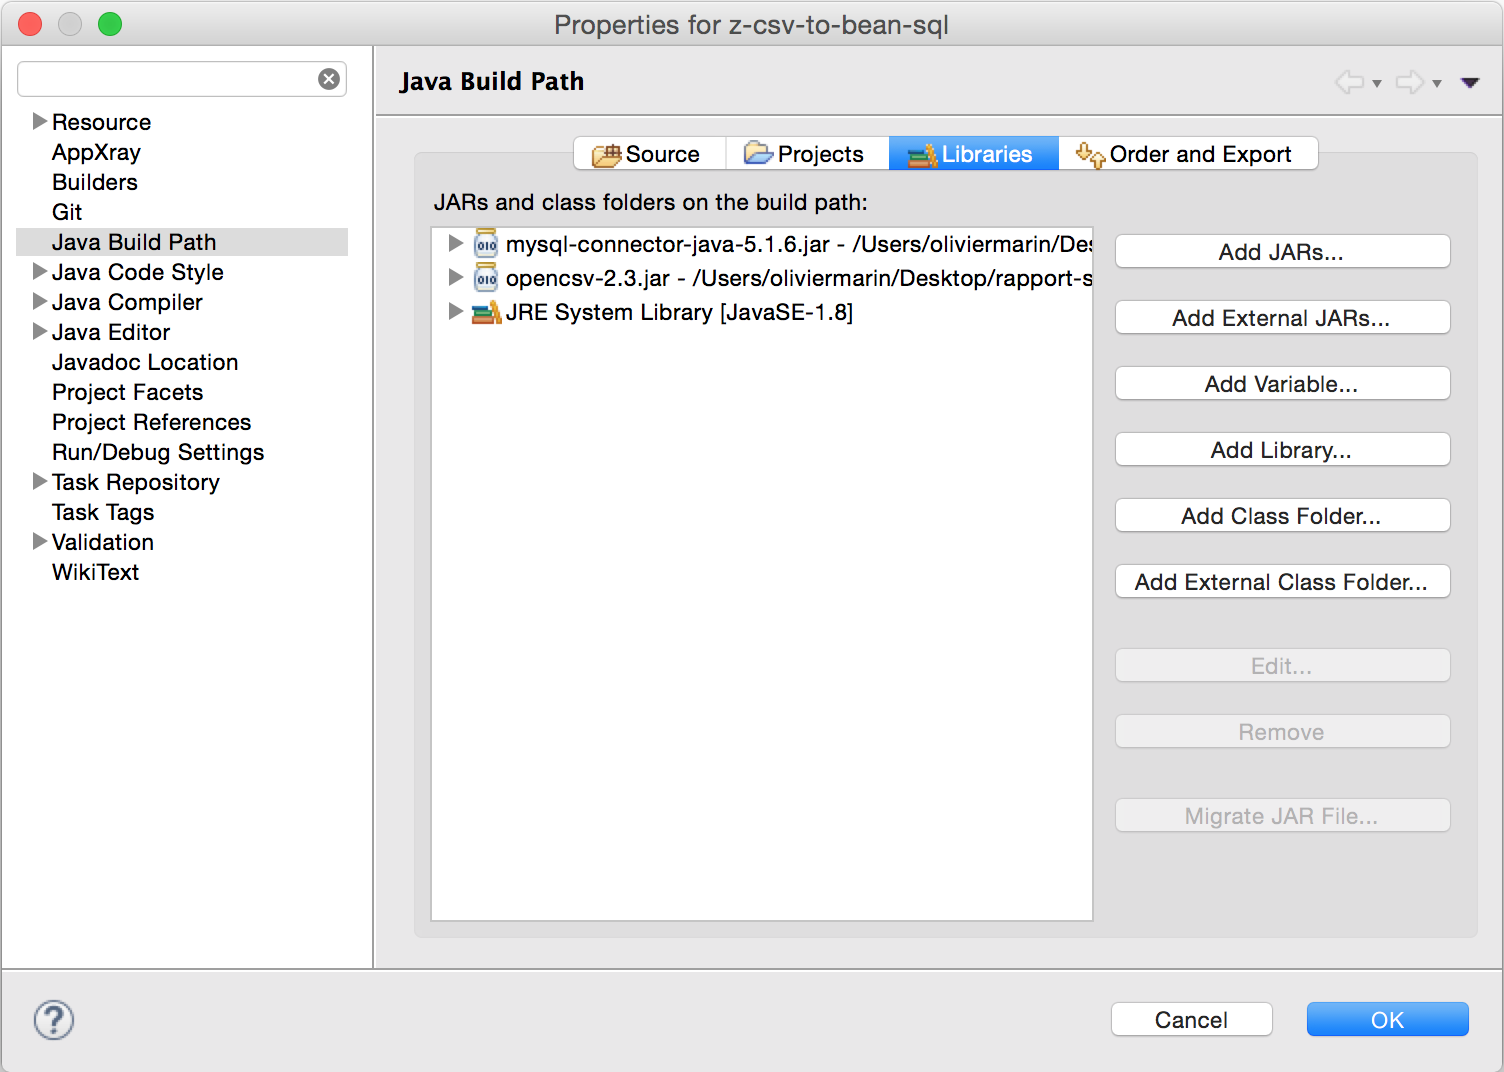 Properties for z-csv-to-bean-sql
Java Build Path
Resource
AppXray
Builders
Git
Java Build Path
Java Code Style
Java Compiler
Java Editor
Javadoc Location
Project Facets
Project References
Run/Debug Settings
Task Repository
Task Tags
Validation
WikiText
Source Projects Libraries Order and Export
JARs and class folders on the build path:
mysql-connector-java-5.1.6.jar - /Users/oliviermarin/Des
opencsv-2.3.jar - /Users/oliviermarin/Desktop/rapport-s
JRE System Library [JavaSE-1.8]
Add JARs...
Add External JARs...
Add Variable...
Add Library...
Add Class Folder...
Add External Class Folder...
Edit...
Remove
Migrate JAR File...
?
Cancel OK